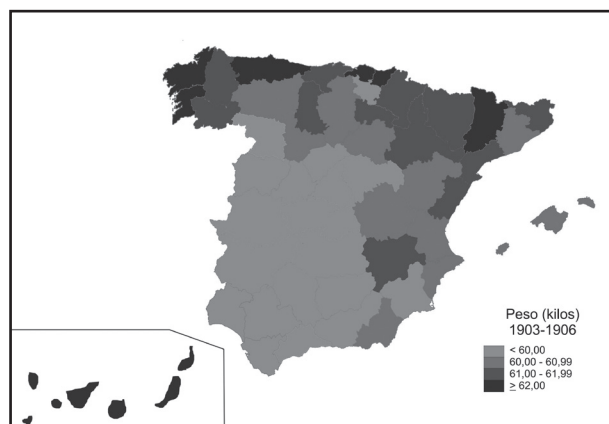 Peso (kilos)
1903-1906
< 60,00
60,00 - 60,99
61,00 - 61,99
≥ 62,00